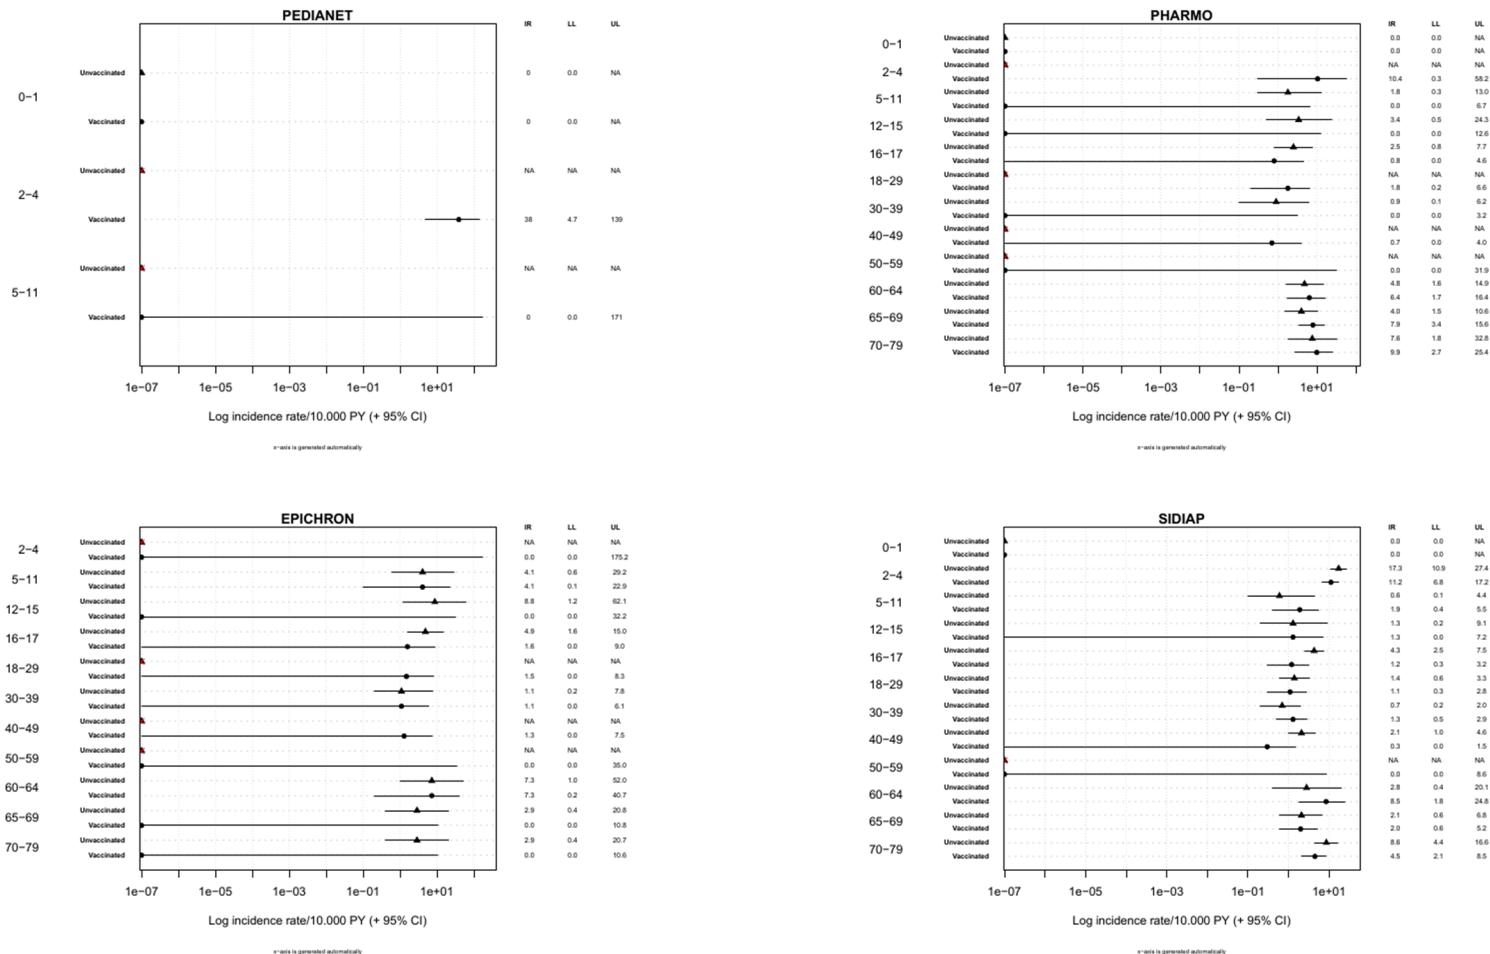 PEDIANET
IR LL UL
Unvaccinated 0 0.0 NA
0−1
Vaccinated 0 0.0 NA
Unvaccinated NA NA NA
2−4
Vaccinated 38 4.7 139
Unvaccinated NA NA NA
5−11
Vaccinated 0 0.0 171
1e−07 1e−05 1e−03 1e−01 1e+01
Log incidence rate/10.000 PY (+ 95% CI)
x−axis is generated automatically
PHARMO
IR LL UL
Unvaccinated 0.0 0.0 NA
0−1
Vaccinated 0.0 0.0 NA
Unvaccinated NA NA NA
2−4
Vaccinated 10.4 0.3 58.2
Unvaccinated 1.8 0.3 13.0
5−11
Vaccinated 0.0 0.0 6.7
Unvaccinated 3.4 0.5 24.3
12−15
Vaccinated 0.0 0.0 12.6
Unvaccinated 2.5 0.8 7.7
16−17
Vaccinated 0.8 0.0 4.6
Unvaccinated NA NA NA
18−29
Vaccinated 1.8 0.2 6.6
Unvaccinated 0.9 0.1 6.2
30−39
Vaccinated 0.0 0.0 3.2
Unvaccinated NA NA NA
40−49
Vaccinated 0.7 0.0 4.0
Unvaccinated NA NA NA
50−59
Vaccinated 0.0 0.0 31.9
Unvaccinated 4.8 1.6 14.9
60−64
Vaccinated 6.4 1.7 16.4
Unvaccinated 4.0 1.5 10.6
65−69
Vaccinated 7.9 3.4 15.6
Unvaccinated 7.6 1.8 32.8
70−79
Vaccinated 9.9 2.7 25.4
1e−07 1e−05 1e−03 1e−01 1e+01
Log incidence rate/10.000 PY (+ 95% CI)
x−axis is generated automatically
EPICHRON
IR LL UL
Unvaccinated NA NA NA
2−4
Vaccinated 0.0 0.0 175.2
Unvaccinated 4.1 0.6 29.2
5−11
Vaccinated 4.1 0.1 22.9
Unvaccinated 8.8 1.2 62.1
12−15
Vaccinated 0.0 0.0 32.2
Unvaccinated 4.9 1.6 15.0
16−17
Vaccinated 1.6 0.0 9.0
Unvaccinated NA NA NA
18−29
Vaccinated 1.5 0.0 8.3
Unvaccinated 1.1 0.2 7.8
30−39
Vaccinated 1.1 0.0 6.1
Unvaccinated NA NA NA
40−49
Vaccinated 1.3 0.0 7.5
Unvaccinated NA NA NA
50−59
Vaccinated 0.0 0.0 35.0
Unvaccinated 7.3 1.0 52.0
60−64
Vaccinated 7.3 0.2 40.7
Unvaccinated 2.9 0.4 20.8
65−69
Vaccinated 0.0 0.0 10.8
Unvaccinated 2.9 0.4 20.7
70−79
Vaccinated 0.0 0.0 10.6
1e−07 1e−05 1e−03 1e−01 1e+01
Log incidence rate/10.000 PY (+ 95% CI)
x−axis is generated automatically
SIDIAP
IR LL UL
Unvaccinated 0.0 0.0 NA
0−1
Vaccinated 0.0 0.0 NA
Unvaccinated 17.3 10.9 27.4
2−4
Vaccinated 11.2 6.8 17.2
Unvaccinated 0.6 0.1 4.4
5−11
Vaccinated 1.9 0.4 5.5
Unvaccinated 1.3 0.2 9.1
12−15
Vaccinated 1.3 0.0 7.2
Unvaccinated 4.3 2.5 7.5
16−17
Vaccinated 1.2 0.3 3.2
Unvaccinated 1.4 0.6 3.3
18−29
Vaccinated 1.1 0.3 2.8
Unvaccinated 0.7 0.2 2.0
30−39
Vaccinated 1.3 0.5 2.9
Unvaccinated 2.1 1.0 4.6
40−49
Vaccinated 0.3 0.0 1.5
Unvaccinated NA NA NA
50−59
Vaccinated 0.0 0.0 8.6
Unvaccinated 2.8 0.4 20.1
60−64
Vaccinated 8.5 1.8 24.8
Unvaccinated 2.1 0.6 6.8
65−69
Vaccinated 2.0 0.6 5.2
Unvaccinated 8.6 4.4 16.6
70−79
Vaccinated 4.5 2.1 8.5
1e−07 1e−05 1e−03 1e−01 1e+01
Log incidence rate/10.000 PY (+ 95% CI)
x−axis is generated automatically